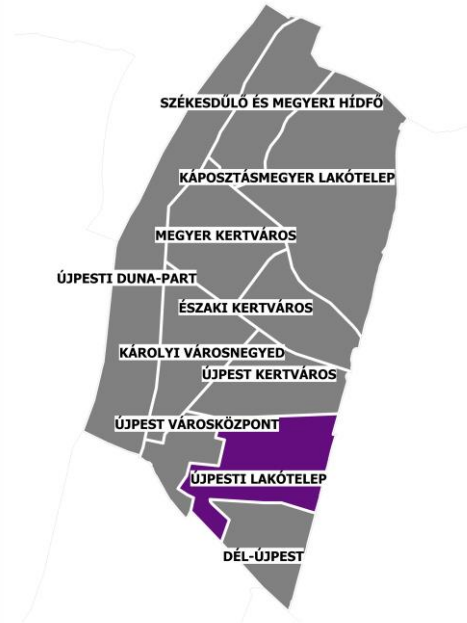 SZÉKESDŰLŐ ÉS MEGYERI HÍDFŐ
KÁPOSZTÁSMEGYER LAKÓTELEP
MEGYER KERTVÁROS
ÚJPESTI DUNA-PART
ÉSZAKI KERTVÁROS
KÁROLYI VÁROSNEGYED
ÚJPEST KERTVÁROS
ÚJPEST VÁROSKÖZPONT
ÚJPESTI LAKÓTELEP
DÉL-ÚJPEST